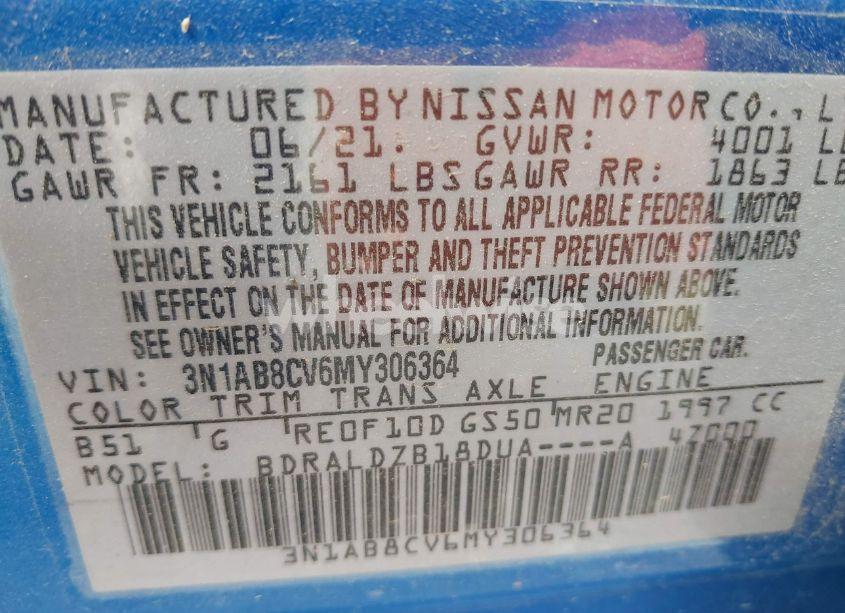 MANUFACTURED BY NISSAN MOTOR CO.,
DATE: 06/21. GVWR: 4001
GAWR FR: 2161 LBS GAWR RR: 1863
THIS VEHICLE CONFORMS TO ALL APPLICABLE FEDERAL MOTOR
VEHICLE SAFETY, BUMPER AND THEFT PREVENTION STANDARDS
IN EFFECT ON THE DATE OF MANUFACTURE SHOWN ABOVE.
SEE OWNER'S MANUAL FOR ADDITIONAL INFORMATION.
VIN: 3N1AB8CV6MY306364 PASSENGER CAR.
COLOR TRIM TRANS AXLE ENGINE
B51 G RE0F10D GS50 MR20 1997 CC
MODEL: BDRALDZB18DUA----A 4Z000
3N1AB8CV6MY306364